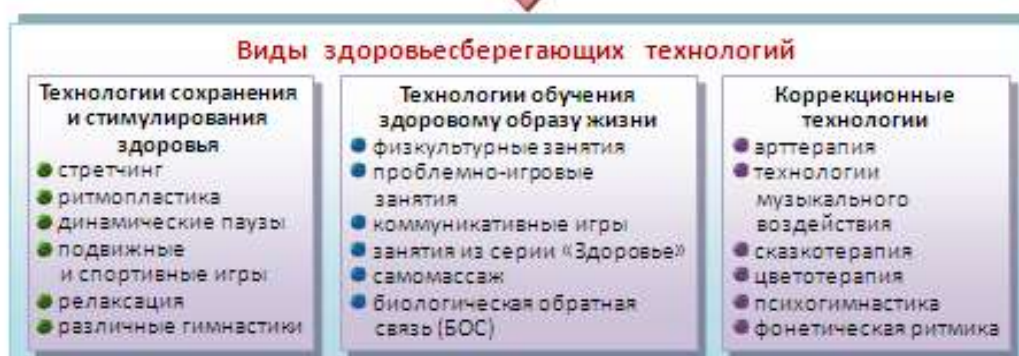 Виды здоровьесберегающих технологий
Технологии сохранения
и стимулирования
здоровья
стретчинг
ритмопластика
динамические паузы
подвижные
и спортивные игры
релаксация
различные гимнастики
Технологии обучения
здоровому образу жизни
физкультурные занятия
проблемно-игровые
занятия
коммуникативные игры
занятия из серии «Здоровье»
самомассаж
биологическая обратная
связь (БОС)
Коррекционные
технологии
арттерапия
технологии
музыкального
воздействия
сказкотерапия
цветотерапия
психогимнастика
фонетическая ритмика